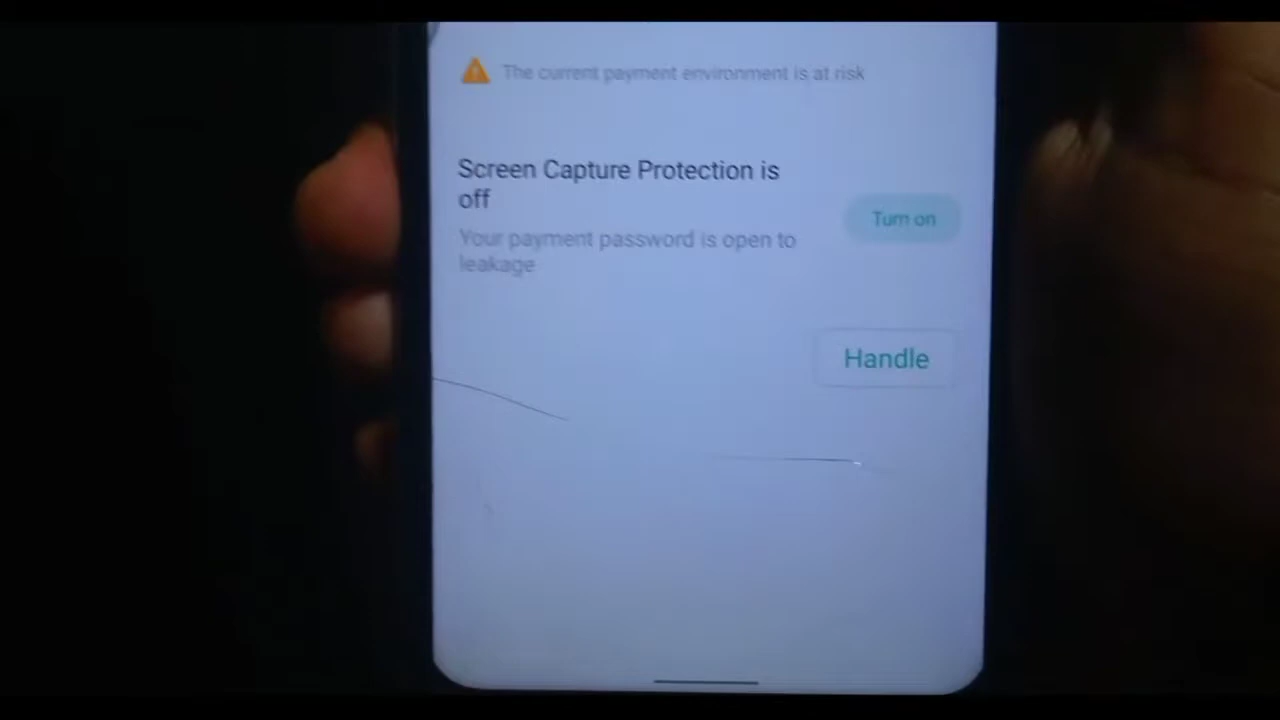 The current payment environment is at risk
Screen Capture Protection is
off
Turn on
Your payment password is open to
leakage
Handle